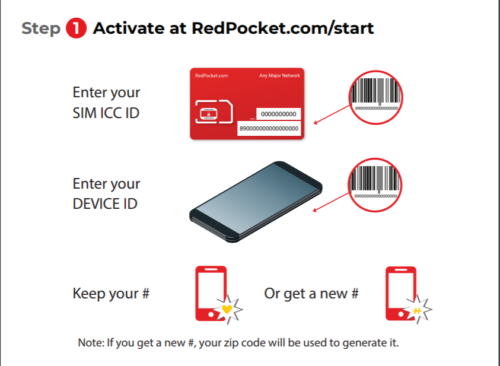 Step 1 Activate at RedPocket.com/start
Enter your
SIM ICC ID
RedPocket.com
Any Major Network
0000000000
89000000000000000000
Enter your
DEVICE ID
Keep your #
Or get a new #
#
Note: If you get a new #, your zip code will be used to generate it.